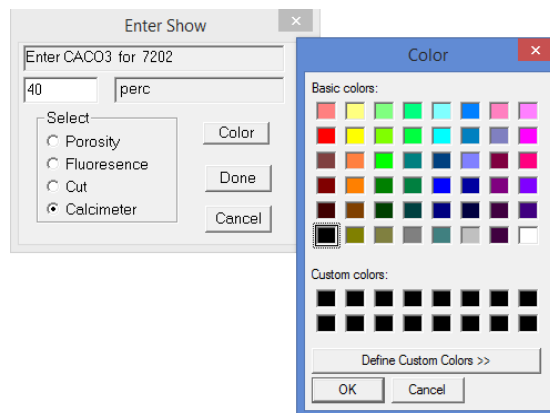 Enter Show
Enter CACO3 for 7202
40 perc
Select
Porosity
Fluoresence
Cut
Calcimeter
Color
Done
Cancel
Color
Basic colors:
Custom colors:
Define Custom Colors >>
OK Cancel